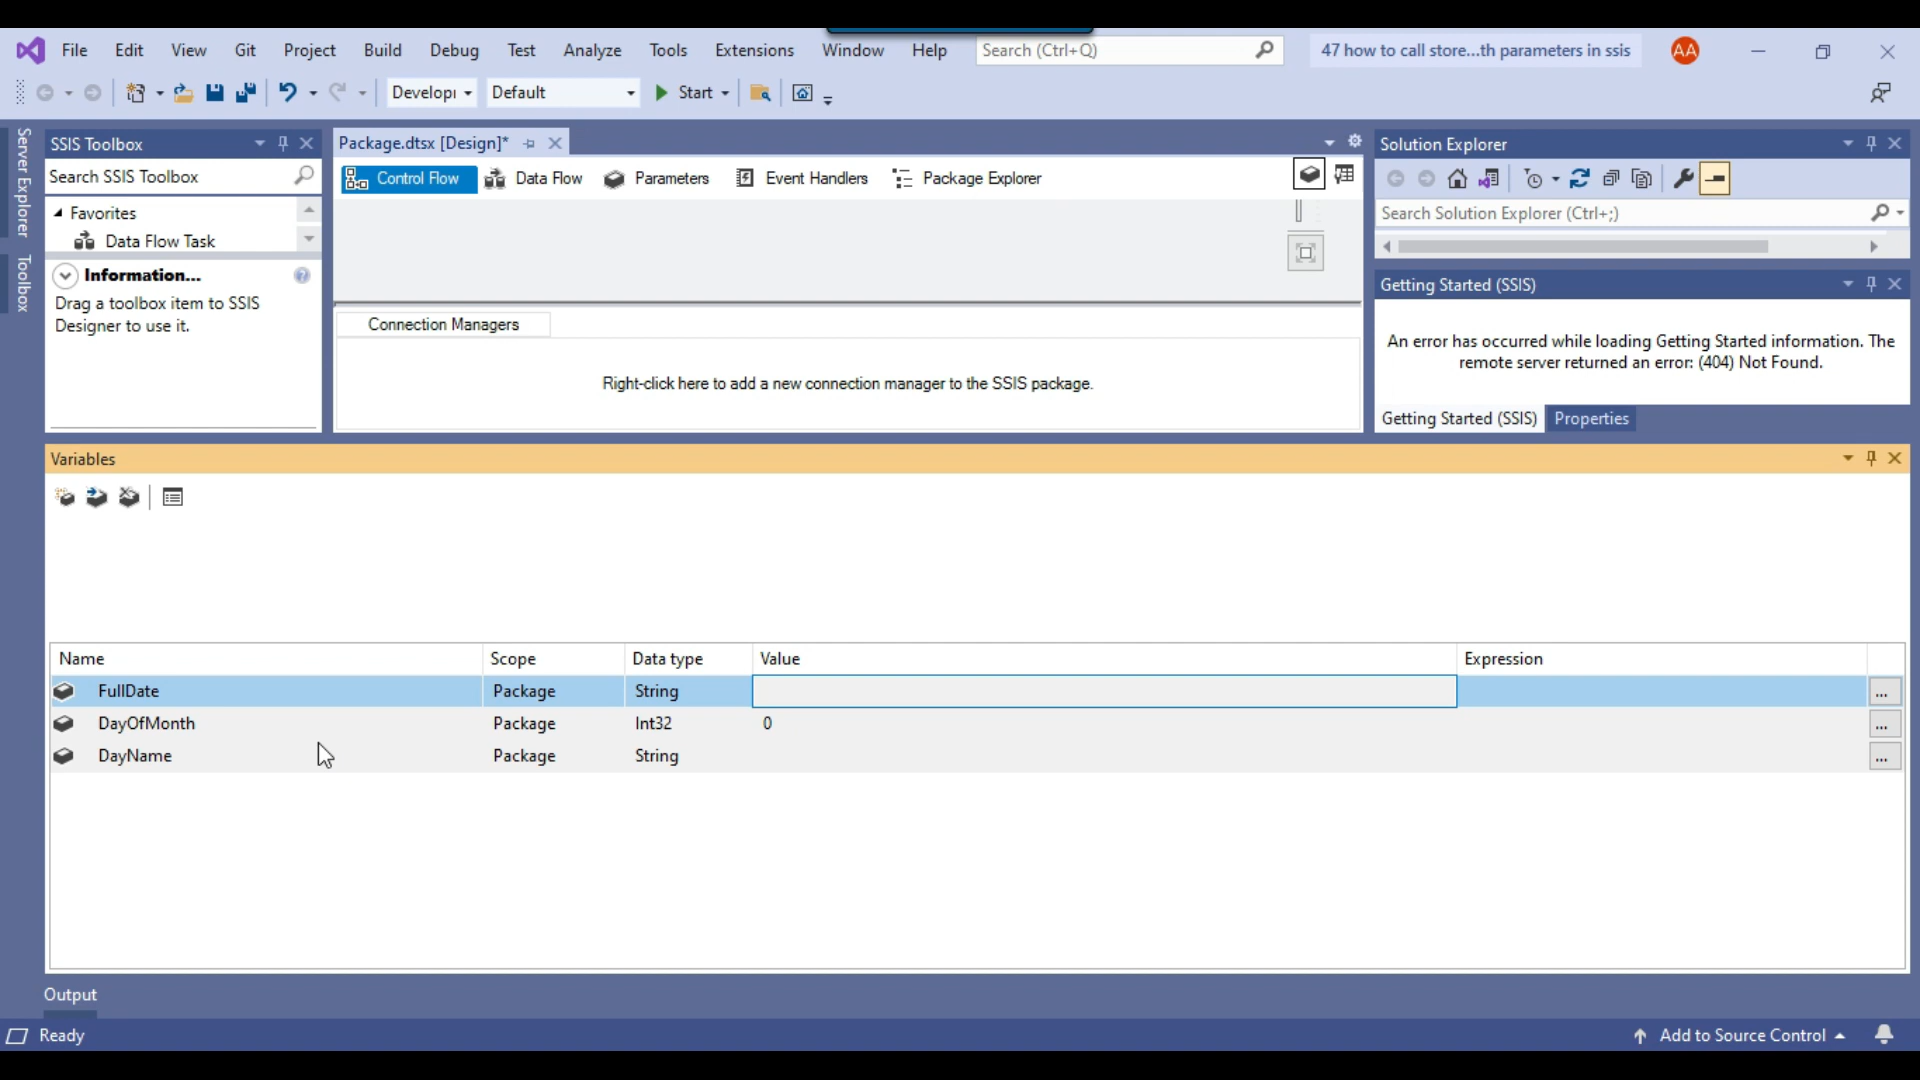 File Edit View Git Project Build Debug Test Analyze Tools Extensions Window Help Search (Ctrl+Q) 47 how to call store...th parameters in ssis AA
Default Start
Server Explorer
Toolbox
SSIS Toolbox
Search SSIS Toolbox
Favorites
Data Flow Task
Information...
Drag a toolbox item to SSIS
Designer to use it.
Package.dtsx [Design]*
Control Flow Data Flow Parameters Event Handlers Package Explorer
Connection Managers
Right-click here to add a new connection manager to the SSIS package.
Solution Explorer
Search Solution Explorer (Ctrl+;)
Getting Started (SSIS)
An error has occurred while loading Getting Started information. The
remote server returned an error: (404) Not Found.
Getting Started (SSIS) Properties
Variables
Name Scope Data type Value Expression
FullDate Package String ...
DayOfMonth Package Int32 0 ...
DayName Package String ...
Output
Ready Add to Source Control